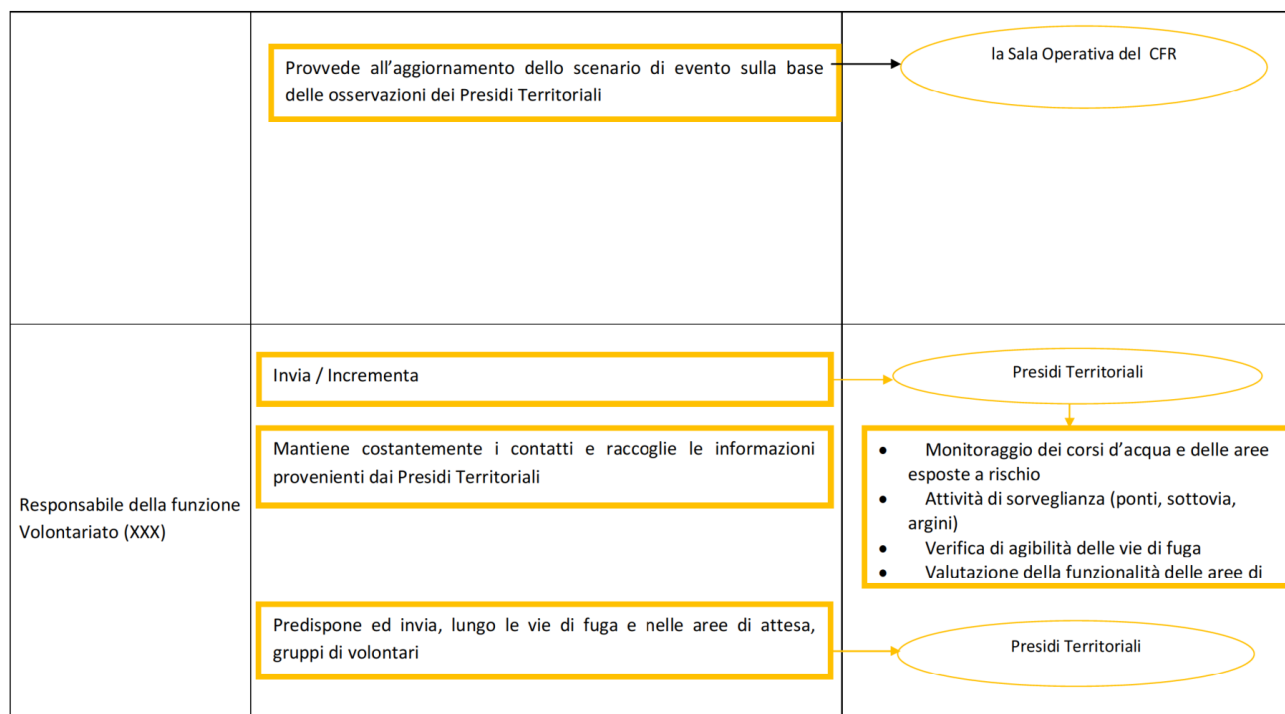 Provvede all'aggiornamento dello scenario di evento sulla base
delle osservazioni dei Presidi Territoriali
la Sala Operativa del CFR
Responsabile della funzione
Volontariato (XXX)
Invia / Incrementa
Presidi Territoriali
Mantiene costantemente i contatti e raccoglie le informazioni
provenienti dai Presidi Territoriali
• Monitoraggio dei corsi d'acqua e delle aree
esposte a rischio
• Attività di sorveglianza (ponti, sottovia,
argini)
• Verifica di agibilità delle vie di fuga
• Valutazione della funzionalità delle aree di
Predispone ed invia, lungo le vie di fuga e nelle aree di attesa,
gruppi di volontari
Presidi Territoriali